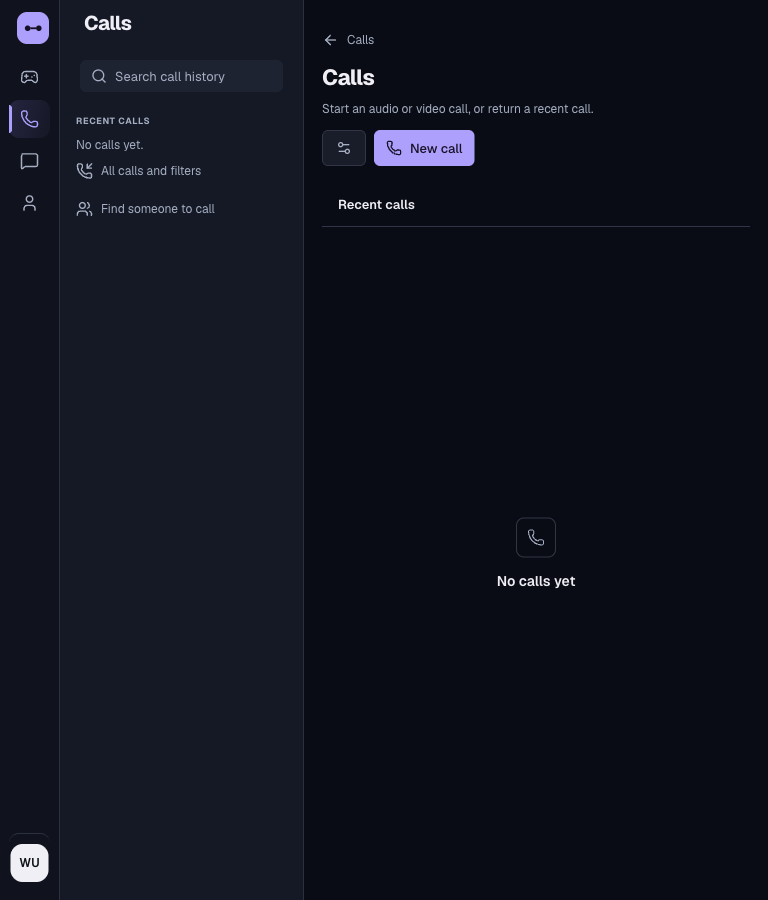 Calls
Search call history
RECENT CALLS
No calls yet.
All calls and filters
Find someone to call
WU
Calls
Calls
Start an audio or video call, or return a recent call.
New call
Recent calls
No calls yet